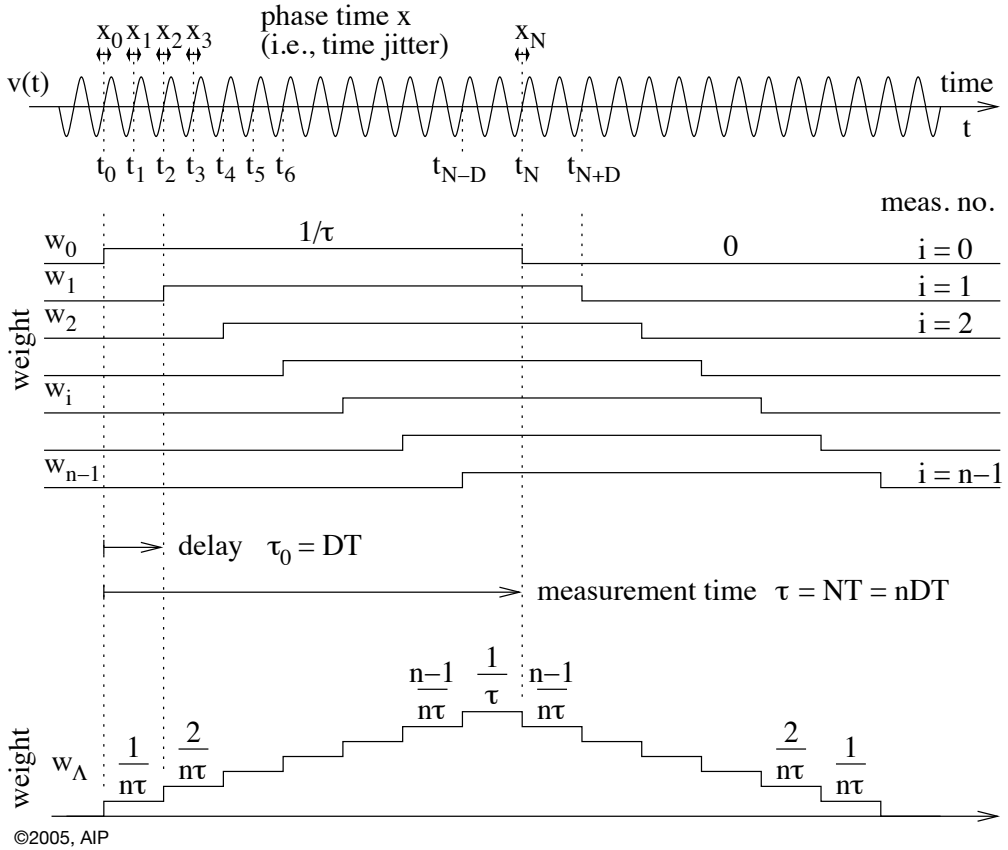 phase time x
(i.e., time jitter)
x0 x1 x2 x3 xN
v(t) time
t
t0 t1 t2 t3 t4 t5 t6 tN−D tN tN+D
meas. no.
w0 1/τ 0 i = 0
w1 i = 1
w2 i = 2
weight
wi
wn−1 i = n−1
delay τ0 = DT
measurement time τ = NT = nDT
weight
wΛ 1/nτ 2/nτ n−1/nτ 1/τ n−1/nτ 2/nτ 1/nτ
©2005, AIP